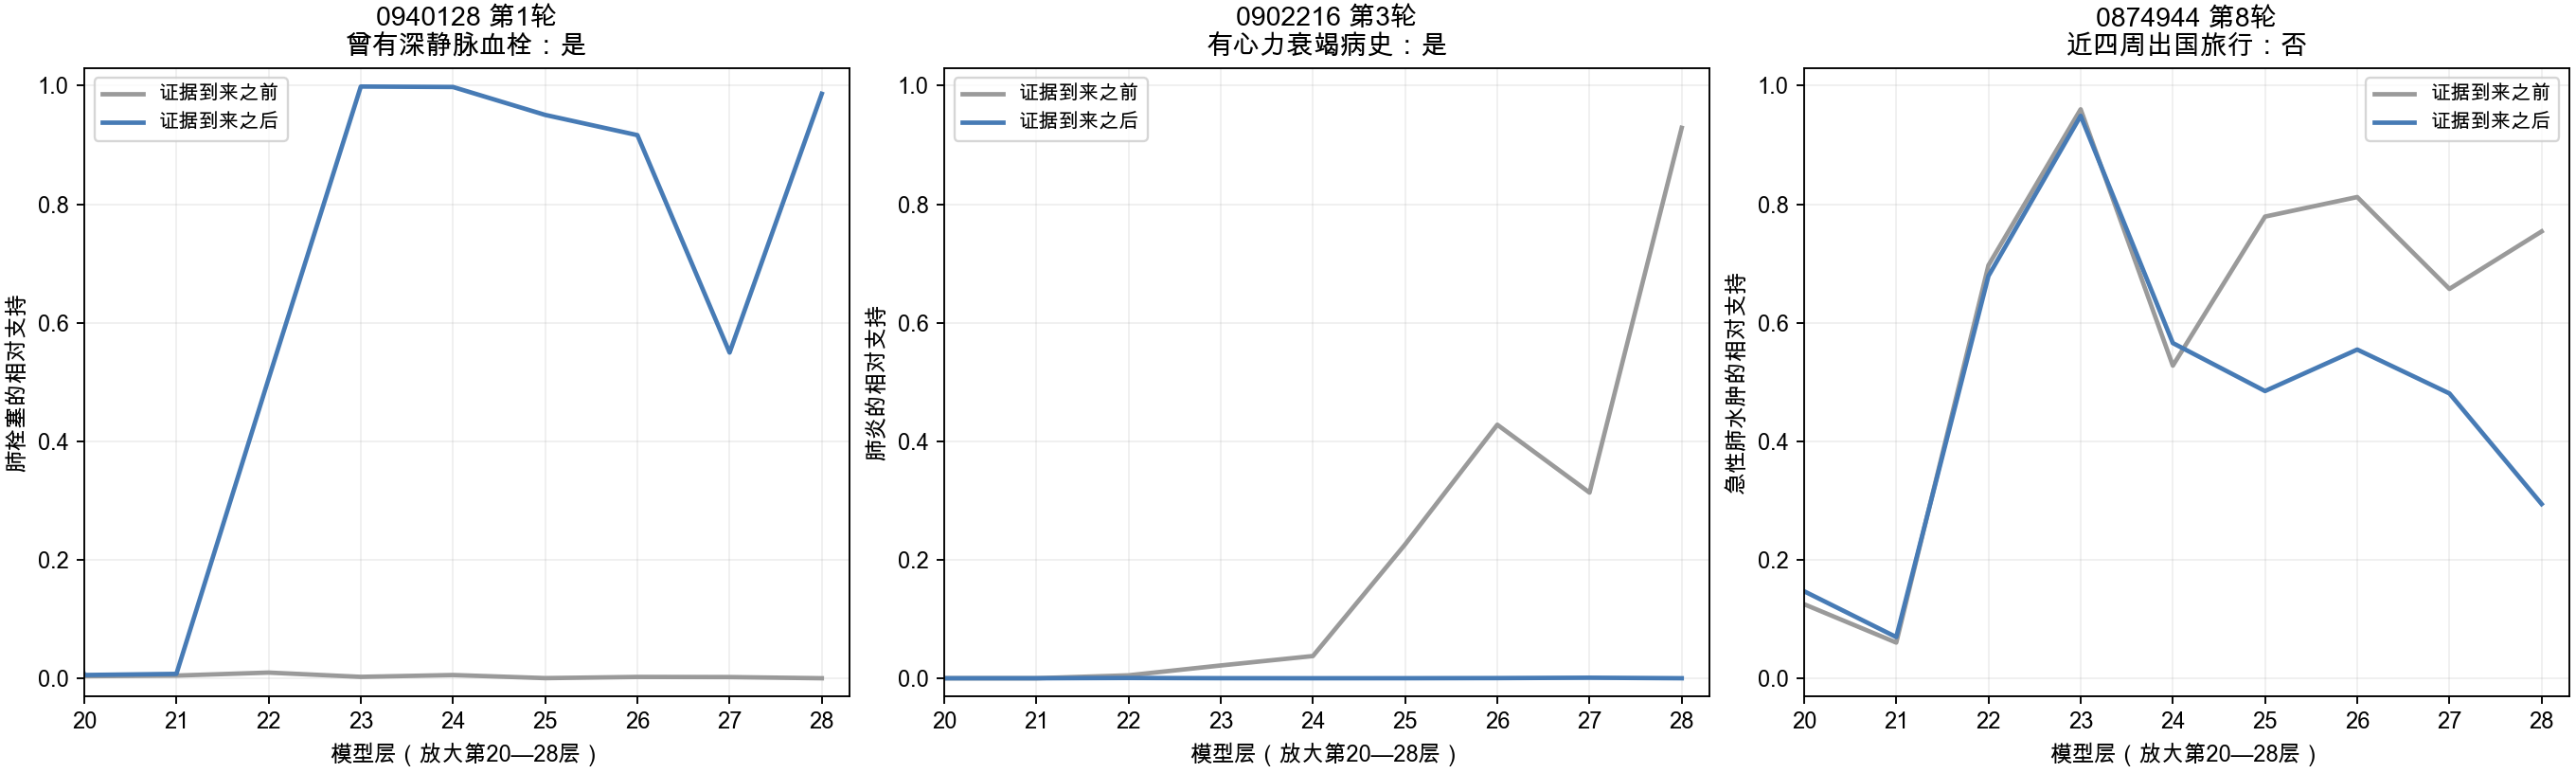 0940128 第1轮
曾有深静脉血栓：是
证据到来之前
证据到来之后
肺栓塞的相对支持
1.0
0.8
0.6
0.4
0.2
0.0
20 21 22 23 24 25 26 27 28
模型层（放大第20—28层）
0902216 第3轮
有心力衰竭病史：是
证据到来之前
证据到来之后
肺炎的相对支持
1.0
0.8
0.6
0.4
0.2
0.0
20 21 22 23 24 25 26 27 28
模型层（放大第20—28层）
0874944 第8轮
近四周出国旅行：否
证据到来之前
证据到来之后
急性肺水肿的相对支持
1.0
0.8
0.6
0.4
0.2
0.0
20 21 22 23 24 25 26 27 28
模型层（放大第20—28层）